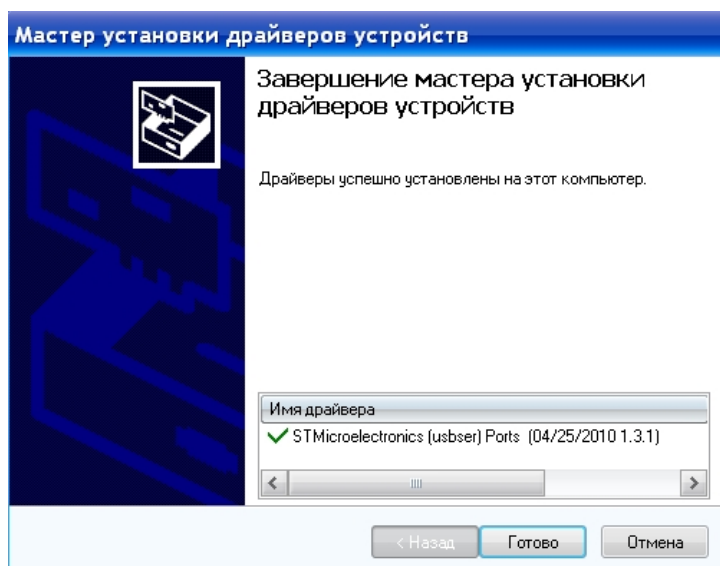 Мастер установки драйверов устройств
Завершение мастера установки
драйверов устройств
Драйверы успешно установлены на этот компьютер.
Имя драйвера
STMicroelectronics (usbser) Ports (04/25/2010 1.3.1)
< Назад
Готово
Отмена